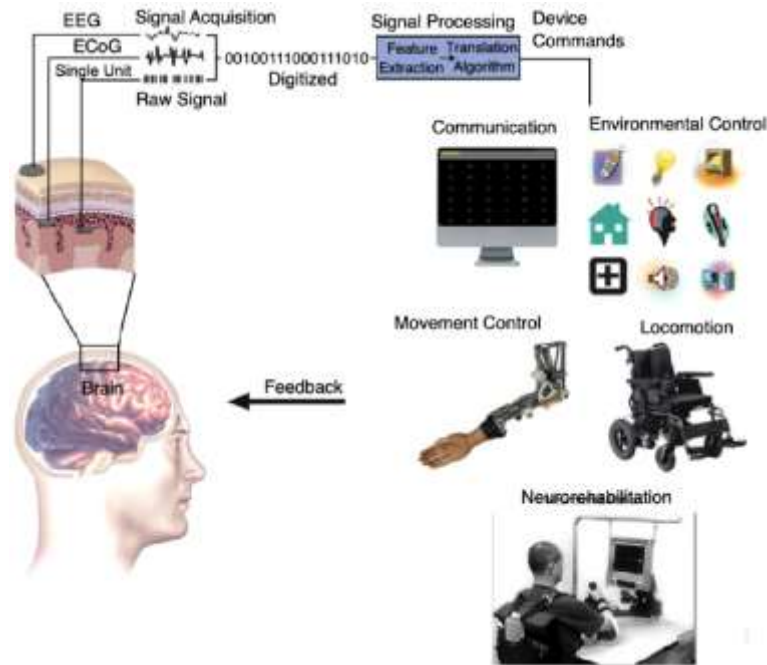 EEG
Signal Acquisition
ECoG
Single Unit
Raw Signal
00100111000111010
Digitized
Signal Processing
Feature Translation
Extraction Algorithm
Device
Commands
Communication
Environmental Control
Movement Control
Locomotion
Brain
Feedback
Neurorehabilitation